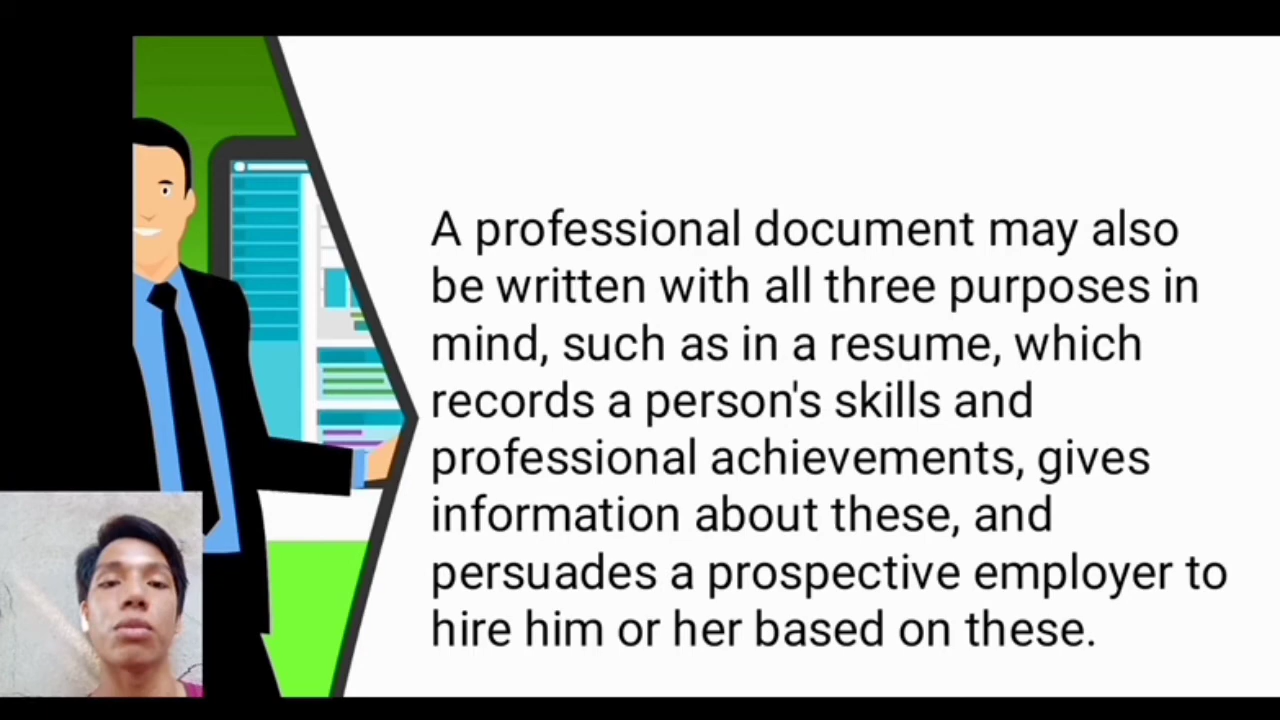 A professional document may also
be written with all three purposes in
mind, such as in a resume, which
records a person's skills and
professional achievements, gives
information about these, and
persuades a prospective employer to
hire him or her based on these.